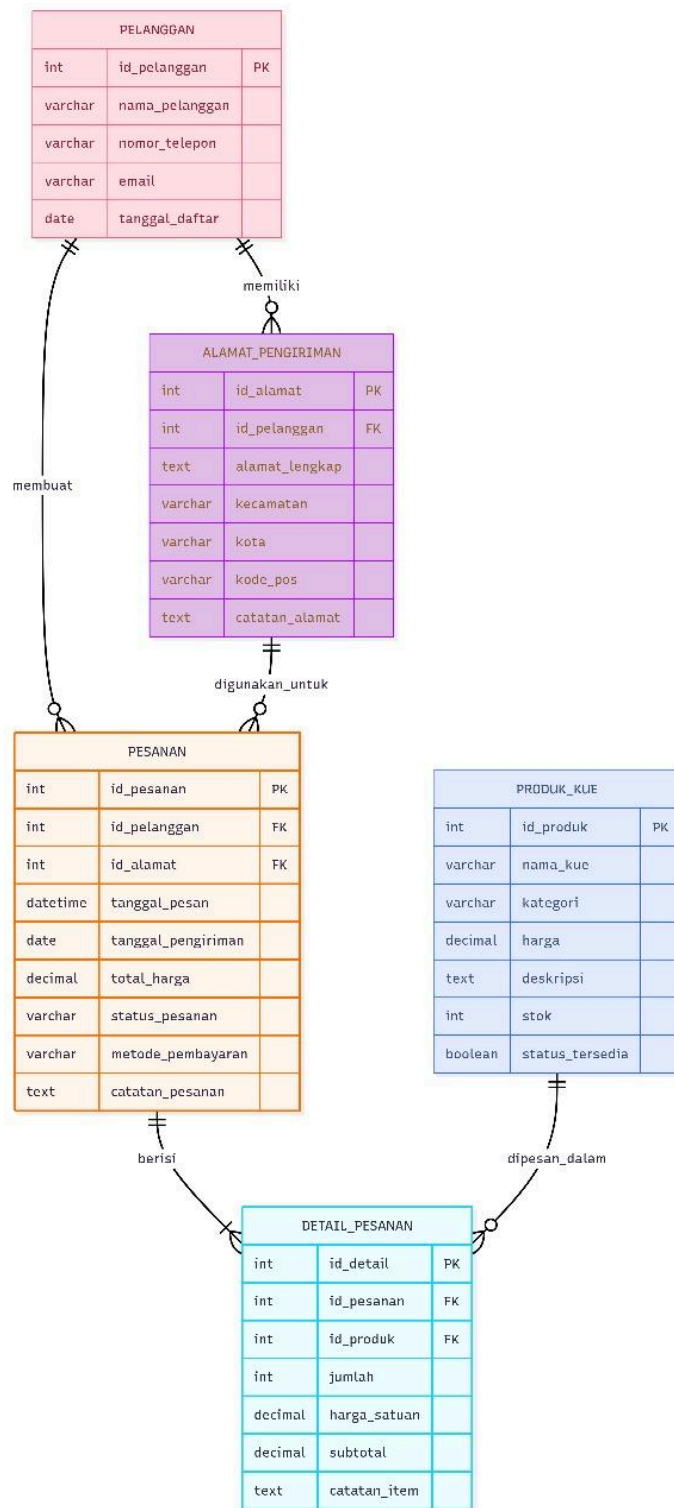 PELANGGAN
int id_pelanggan PK
varchar nama_pelanggan
varchar nomor_telepon
varchar email
date tanggal_daftar
memiliki
ALAMAT_PENGIRIMAN
int id_alamat PK
int id_pelanggan FK
text alamat_lengkap
varchar kecamatan
varchar kota
varchar kode_pos
text catatan_alamat
membuat
digunakan_untuk
PESANAN
int id_pesanan PK
int id_pelanggan FK
int id_alamat FK
datetime tanggal_pesan
date tanggal_pengiriman
decimal total_harga
varchar status_pesanan
varchar metode_pembayaran
text catatan_pesanan
PRODUK_KUE
int id_produk PK
varchar nama_kue
varchar kategori
decimal harga
text deskripsi
int stok
boolean status_tersedia
berisi
dipesan_dalam
DETAIL_PESANAN
int id_detail PK
int id_pesanan FK
int id_produk FK
int jumlah
decimal harga_satuan
decimal subtotal
text catatan_item